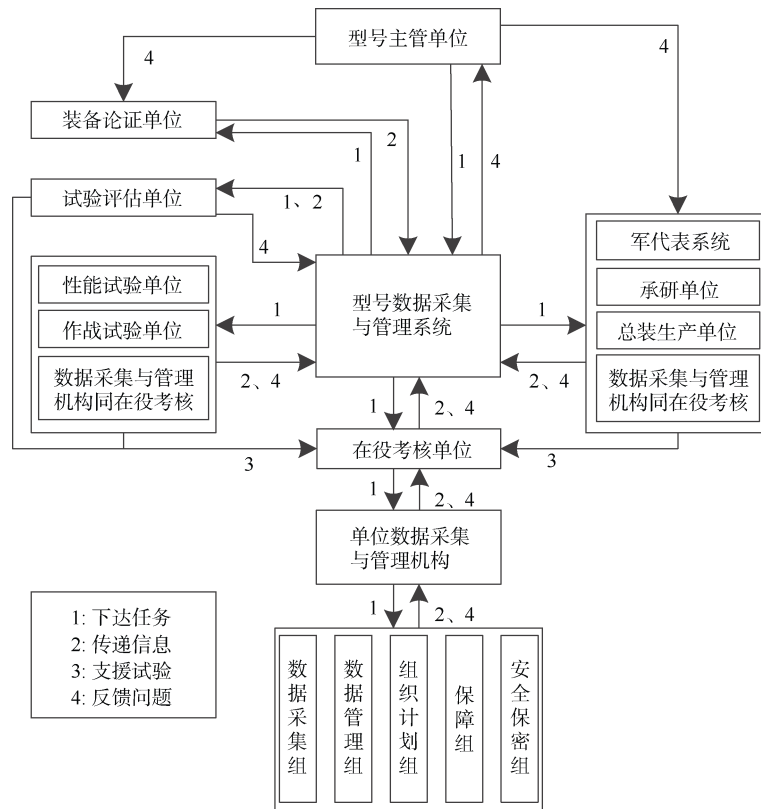 型号主管单位
4
4
装备论证单位
2
1
1
4
试验评估单位
1、2
4
军代表系统
性能试验单位
承研单位
型号数据采集
与管理系统
作战试验单位
1
1
总装生产单位
数据采集与管理
机构同在役考核
2、4
2、4
数据采集与管理
机构同在役考核
1
2、4
在役考核单位
3
3
1
2、4
单位数据采集
与管理机构
1
2、4
1: 下达任务
2: 传递信息
3: 支援试验
4: 反馈问题
数据采集组
数据管理组
组织计划组
保障组
安全保密组